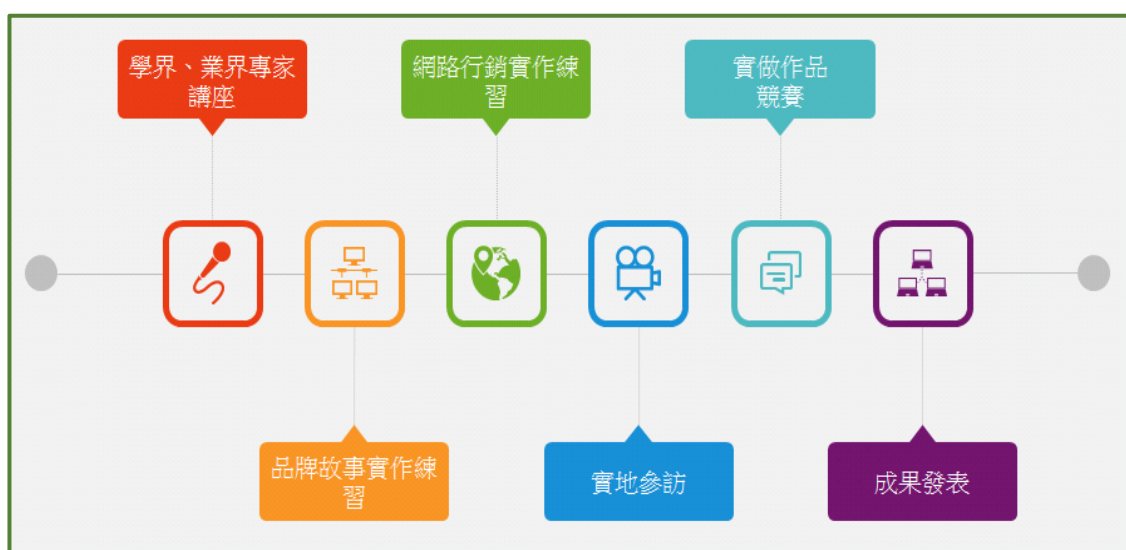 學界、業界專家
講座
網路行銷實作練
習
實做作品
競賽
品牌故事實作練
習
實地參訪
成果發表